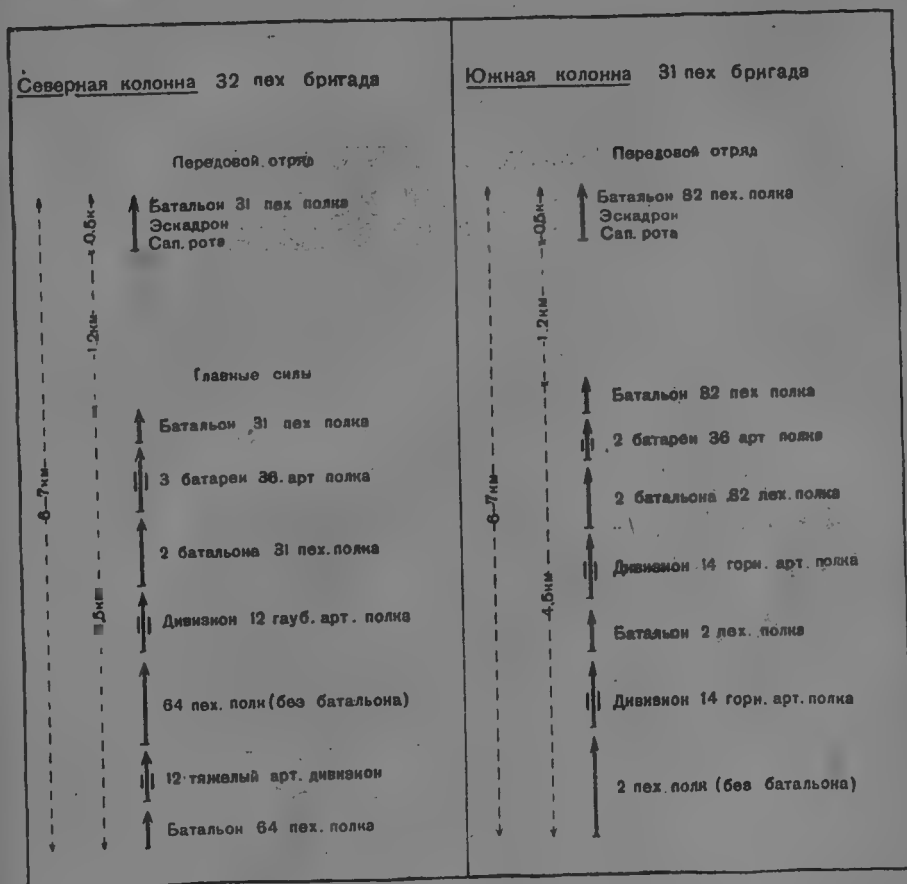 Северная колонна 32 пех бригада
Передовой отряд
Батальон 31 пех полка
Эскадрон
Сап. рота
0.5к
1.2км
6–7км
Главные силы
Батальон 31 пех полка
3 батареи 36. арт полка
2 батальона 31 пех. полка
Дивизион 12 гауб. арт. полка
64 пех. полк (без батальона)
12 тяжелый арт. дивизион
Батальон 64 пех. полка
Южная колонна 31 пех бригада
Передовой отряд
Батальон 82 пех. полка
Эскадрон
Сап. рота
0,5к
1.2км
6–7км
4,5км
Батальон 82 пех полка
2 батареи 36 арт полка
2 батальона 82 пех. полка
Дивизион 14 горн. арт. полка
Батальон 2 пех. полка
Дивизион 14 горн. арт. полка
2 пех. полк (без батальона)